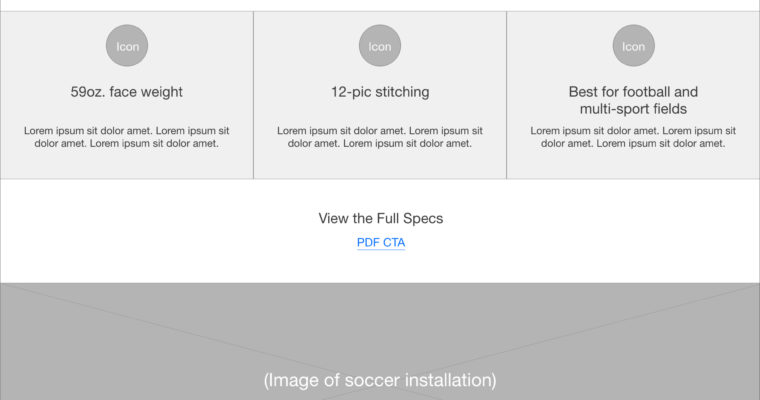 Icon
Icon
Icon
59oz. face weight
12-pic stitching
Best for football and
multi-sport fields
Lorem ipsum sit dolor amet. Lorem ipsum sit
dolor amet. Lorem ipsum sit dolor amet.
Lorem ipsum sit dolor amet. Lorem ipsum sit
dolor amet. Lorem ipsum sit dolor amet.
Lorem ipsum sit dolor amet. Lorem ipsum sit
dolor amet. Lorem ipsum sit dolor amet.
View the Full Specs
PDF CTA
(Image of soccer installation)